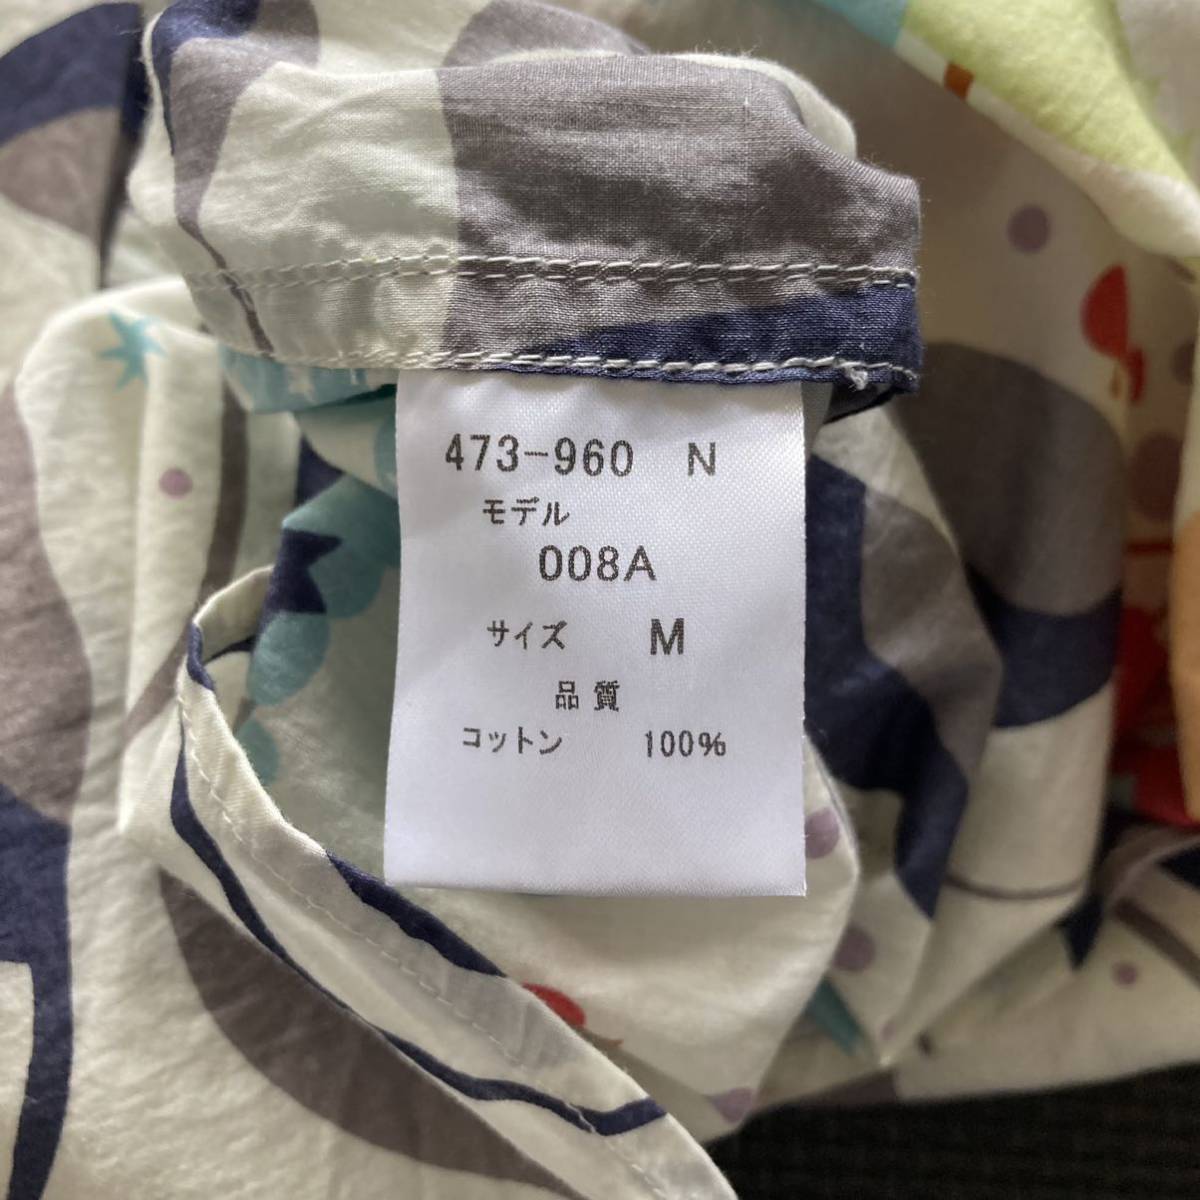 473-960 N
モデル
008A
サイズ M
品質
コットン 100%